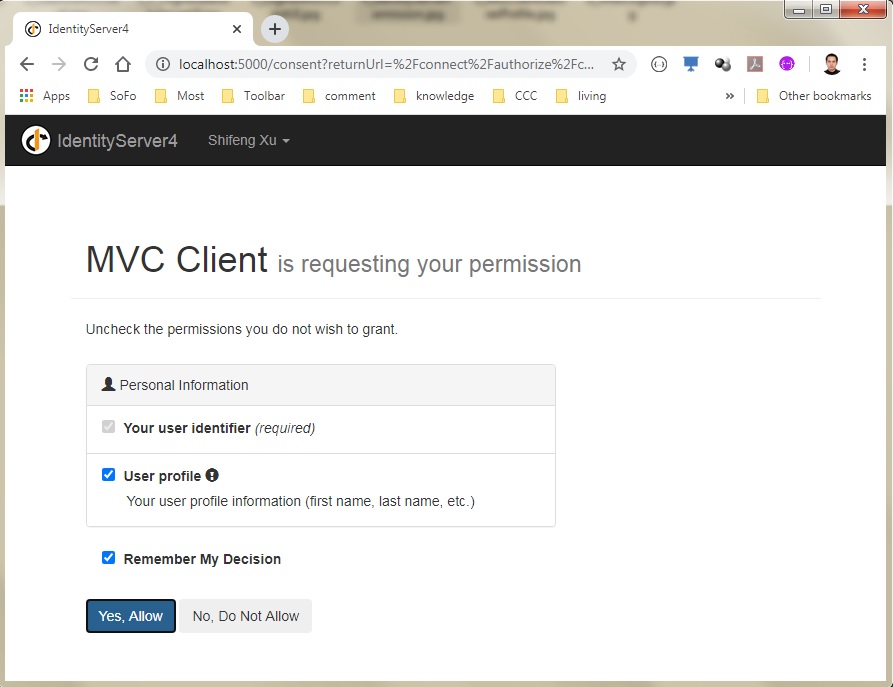 IdentityServer4
localhost:5000/consent?returnUrl=%2Fconnect%2Fauthorize%2Fc...
Apps SoFo Most Toolbar comment knowledge CCC living » Other bookmarks
IdentityServer4 Shifeng Xu
MVC Client is requesting your permission
Uncheck the permissions you do not wish to grant.
Personal Information
Your user identifier (required)
User profile
Your user profile information (first name, last name, etc.)
Remember My Decision
Yes, Allow No, Do Not Allow